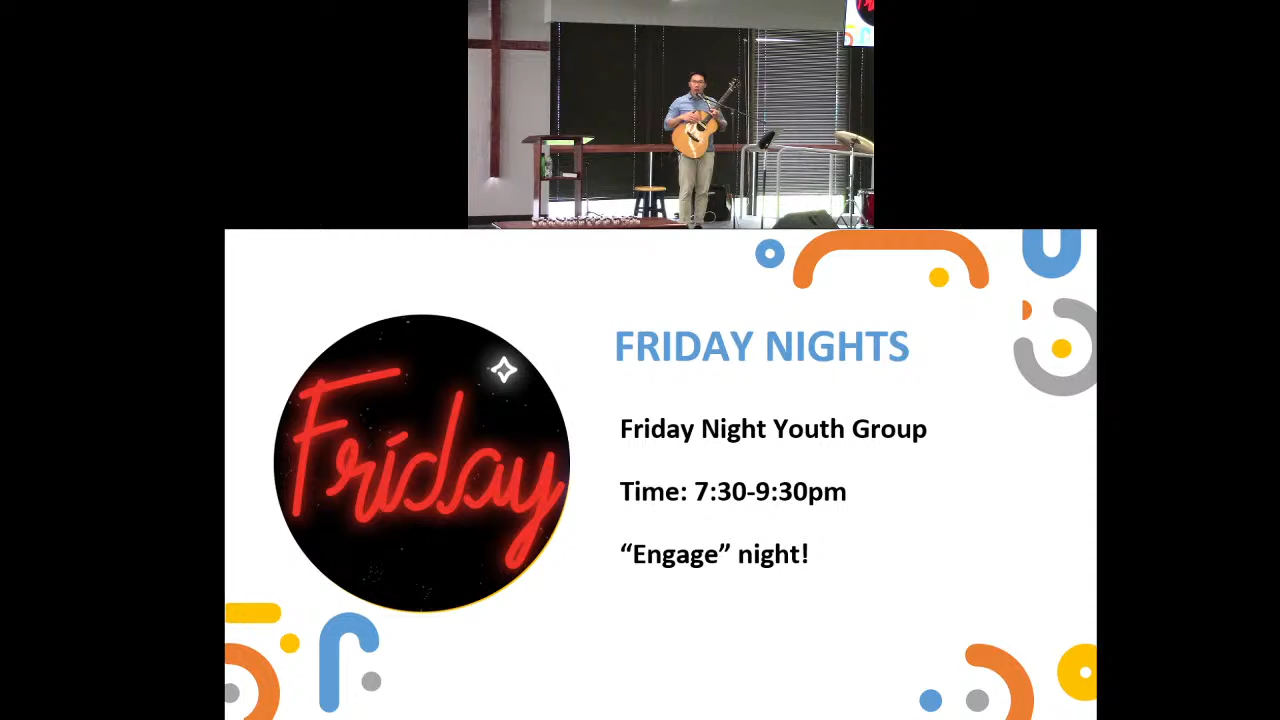 FRIDAY NIGHTS
Friday
Friday Night Youth Group
Time: 7:30-9:30pm
“Engage” night!